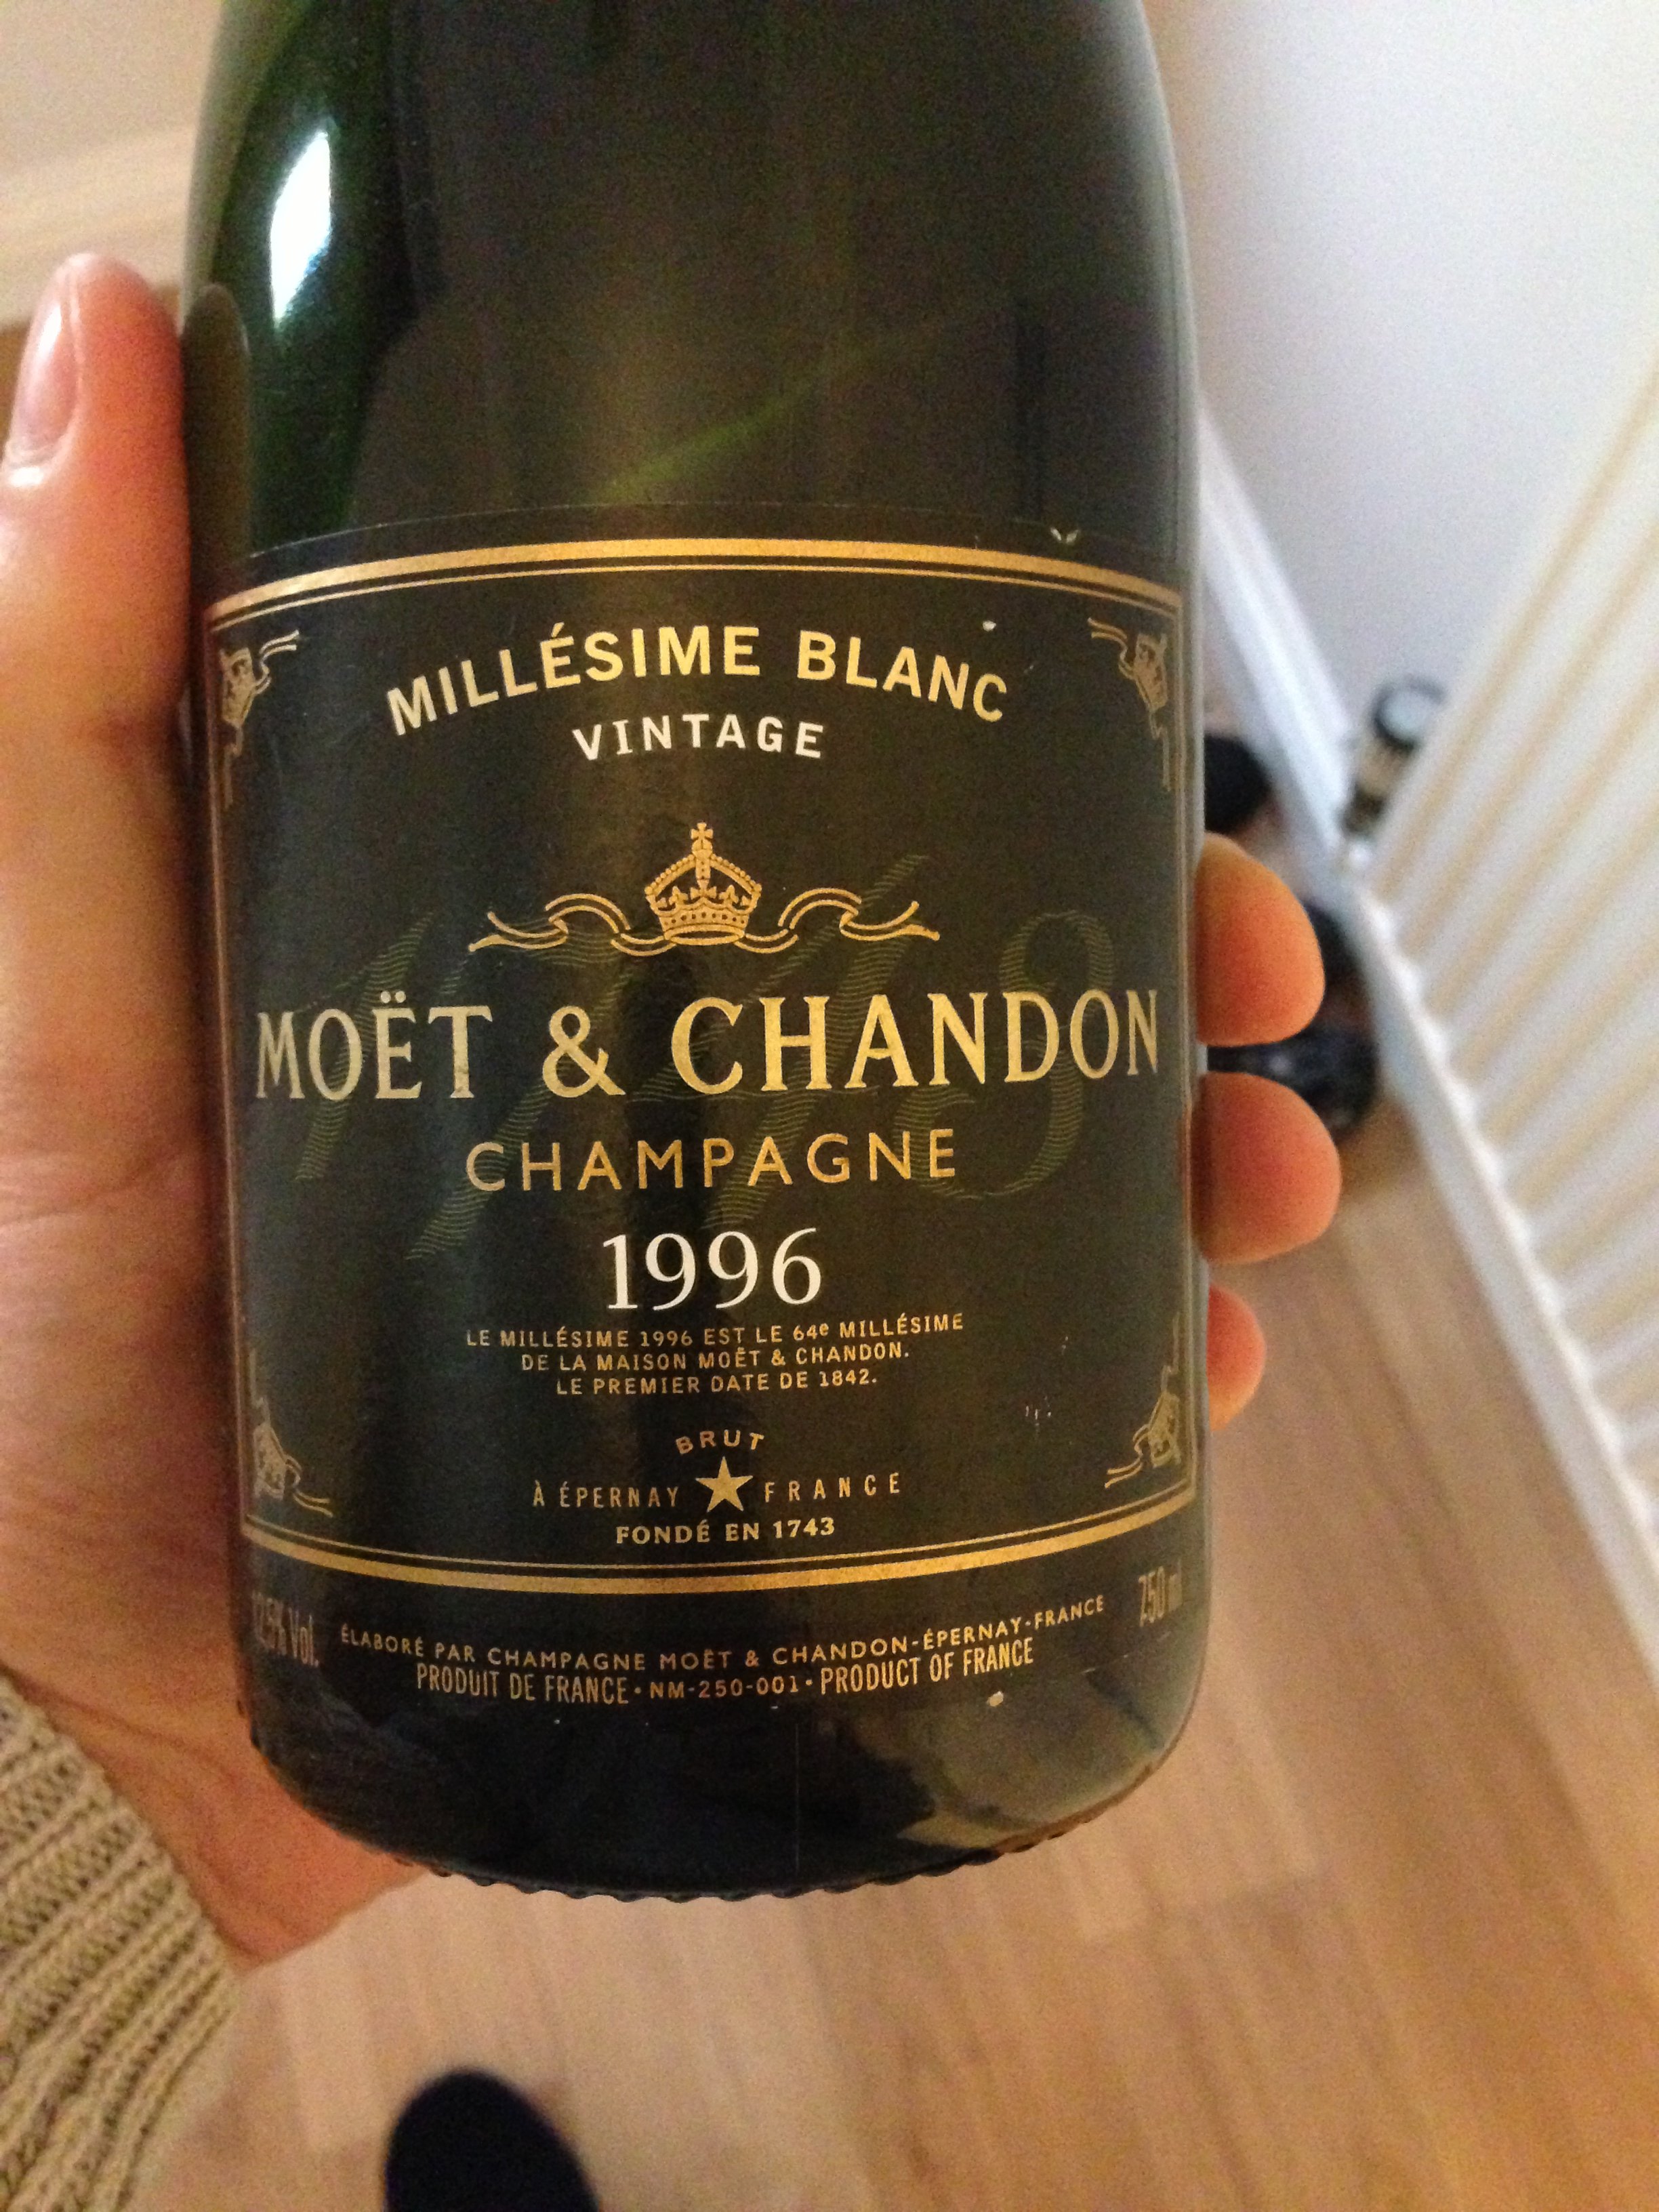 MILLÉSIME BLANC
VINTAGE
1743
MOËT & CHANDON
CHAMPAGNE
1996
LE MILLÉSIME 1996 EST LE 64e MILLÉSIME
DE LA MAISON MOËT & CHANDON.
LE PREMIER DATE DE 1842.
BRUT
À ÉPERNAY FRANCE
FONDÉ EN 1743
12,5% Vol.
750 ml
ÉLABORÉ PAR CHAMPAGNE MOËT & CHANDON-ÉPERNAY-FRANCE
PRODUIT DE FRANCE • NM-250-001 • PRODUCT OF FRANCE